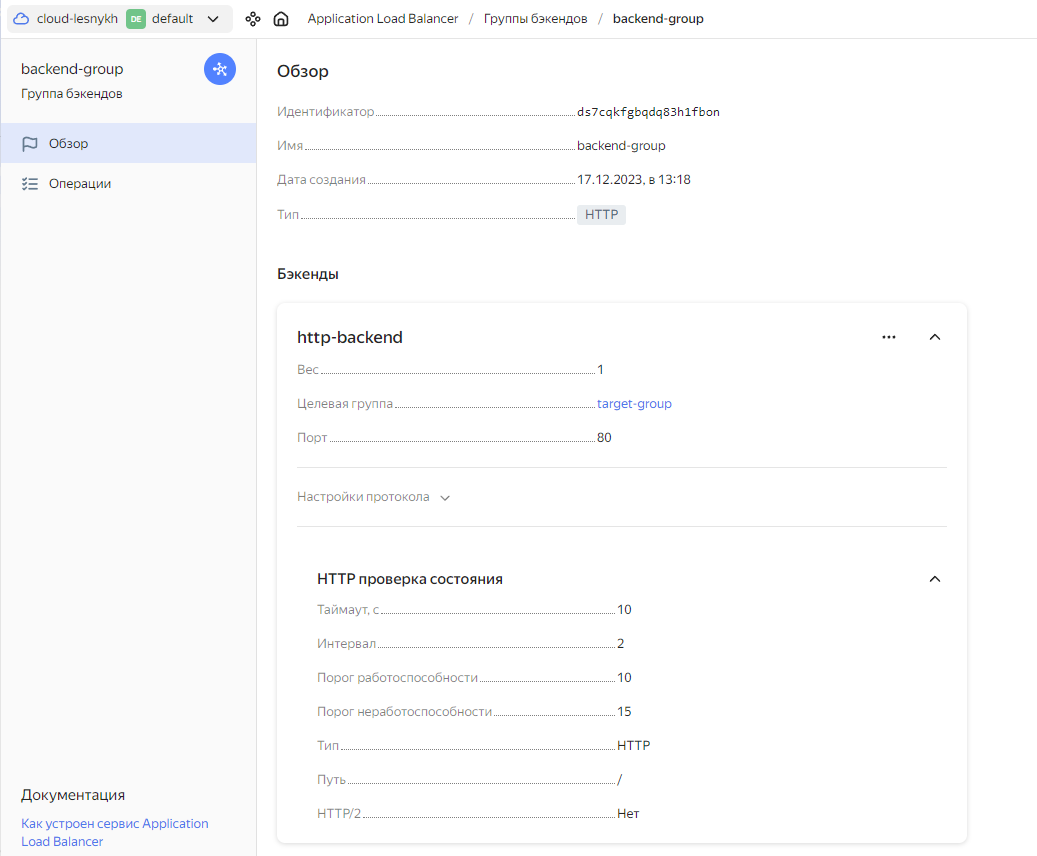 cloud-lesnykh DE default Application Load Balancer / Группы бэкендов / backend-group
backend-group
Группа бэкендов
Обзор
Операции
Документация
Как устроен сервис Application
Load Balancer
Обзор
Идентификатор ds7cqkfgbqdq83h1fbon
Имя backend-group
Дата создания 17.12.2023, в 13:18
Тип HTTP
Бэкенды
http-backend
Вес 1
Целевая группа target-group
Порт 80
Настройки протокола
HTTP проверка состояния
Таймаут, с 10
Интервал 2
Порог работоспособности 10
Порог неработоспособности 15
Тип HTTP
Путь /
HTTP/2 Нет